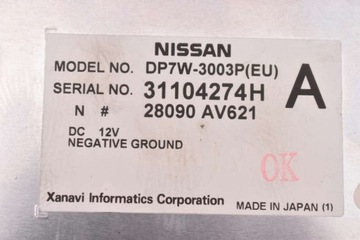 NISSAN
MODEL NO. DP7W-3003P(EU)
SERIAL NO. 31104274H A
N # 28090 AV621
DC 12V
NEGATIVE GROUND
OK
Xanavi Informatics Corporation MADE IN JAPAN (1)